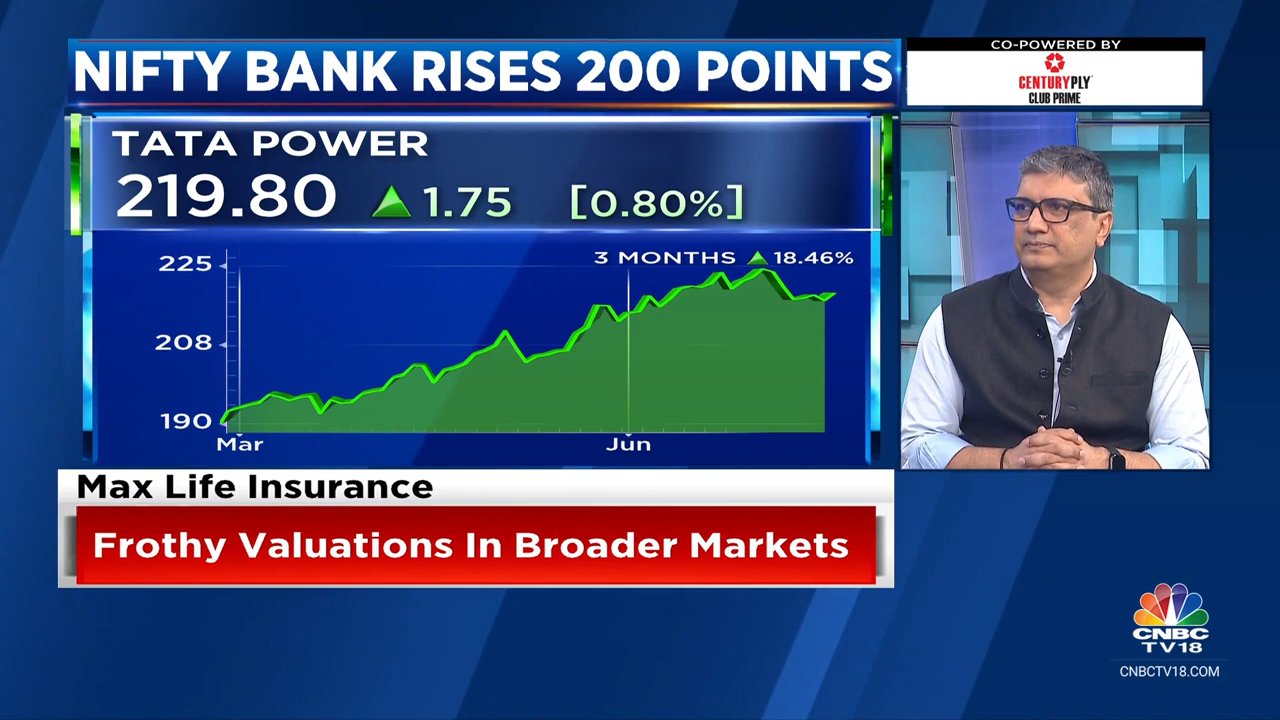 NIFTY BANK RISES 200 POINTS
CO-POWERED BY
CENTURYPLY
CLUB PRIME
TATA POWER
219.80 ▲ 1.75 [0.80%]
3 MONTHS ▲ 18.46%
225
208
190
Mar Jun
Max Life Insurance
Frothy Valuations In Broader Markets
CNBC
TV18
CNBCTV18.COM